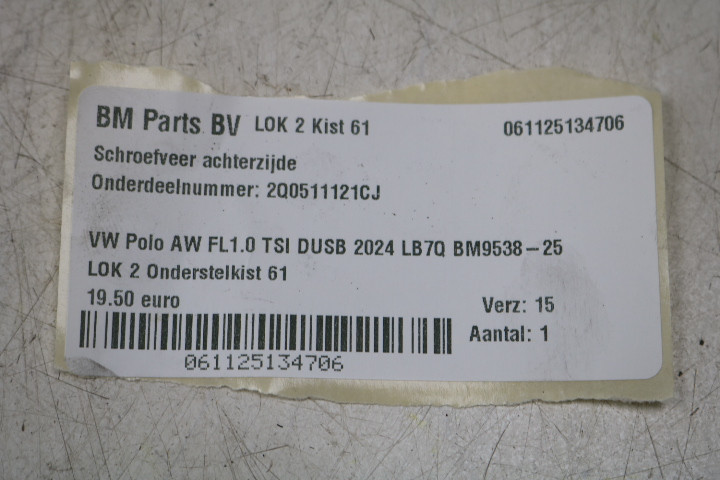 BM Parts BV LOK 2 Kist 61 061125134706
Schroefveer achterzijde
Onderdeelnummer: 2Q0511121CJ
VW Polo AW FL1.0 TSI DUSB 2024 LB7Q BM9538-25
LOK 2 Onderstelkist 61
19.50 euro Verz: 15
Aantal: 1
061125134706